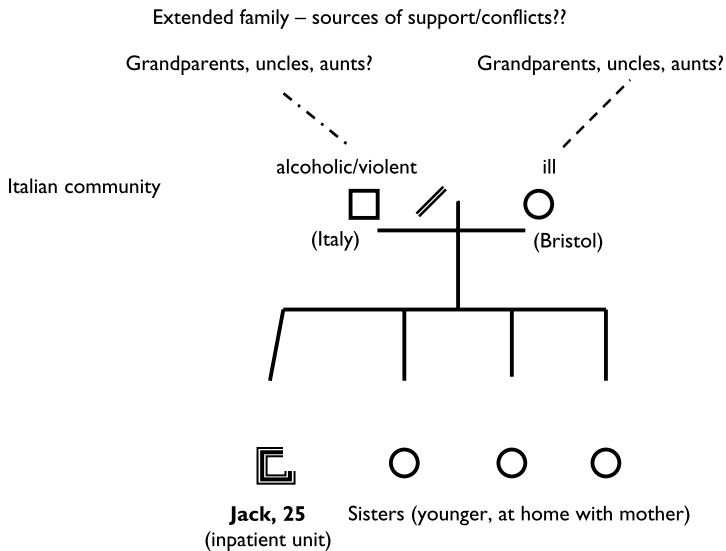 Extended family – sources of support/conflicts??
Grandparents, uncles, aunts?
Grandparents, uncles, aunts?
alcoholic/violent
ill
Italian community
(Italy)
(Bristol)
Jack, 25
Sisters (younger, at home with mother)
(inpatient unit)